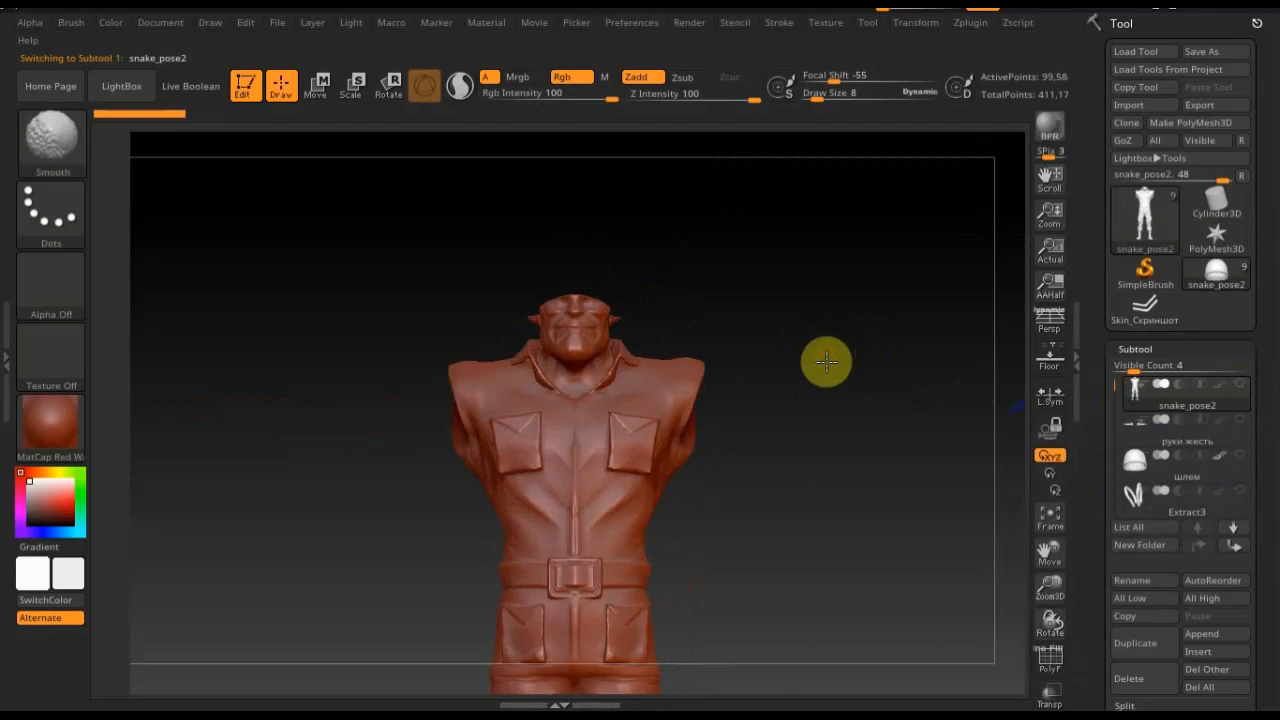 Alpha Brush Color Document Draw Edit File Layer Light Macro Marker Material Movie Picker Preferences Render Stencil Stroke Texture Tool Transform Zplugin Zscript
Help
Switching to Subtool 1: snake_pose2
Home Page
LightBox
Live Boolean
Edit
Draw
Move
Scale
Rotate
A
Mrgb
Rgb
M
Rgb Intensity 100
Zadd
Zsub
Zcut
Z Intensity 100
S
Focal Shift -55
Draw Size 8
Dynamic
D
ActivePoints: 99,58
TotalPoints: 411,17
Smooth
Dots
Alpha Off
Texture Off
MatCap Red Wa
Gradient
SwitchColor
Alternate
BPR
SPix 3
Scroll
Zoom
Actual
AAHalf
Dynamic
Persp
Floor
L.Sym
XYZ
Frame
Move
Zoom3D
Rotate
PolyF
Transp
Tool
Load Tool Save As
Load Tools From Project
Copy Tool Paste Tool
Import Export
Clone Make PolyMesh3D
GoZ All Visible R
Lightbox▶Tools
snake_pose2. 48 R
9
snake_pose2
Cylinder3D
PolyMesh3D
SimpleBrush
9
snake_pose2
Skin_Скриншот
Subtool
Visible Count 4
snake_pose2
руки жесть
шлем
Extract3
List All
New Folder
Rename AutoReorder
All Low All High
Copy Paste
Duplicate
Append
Insert
Delete
Del Other
Del All
Split